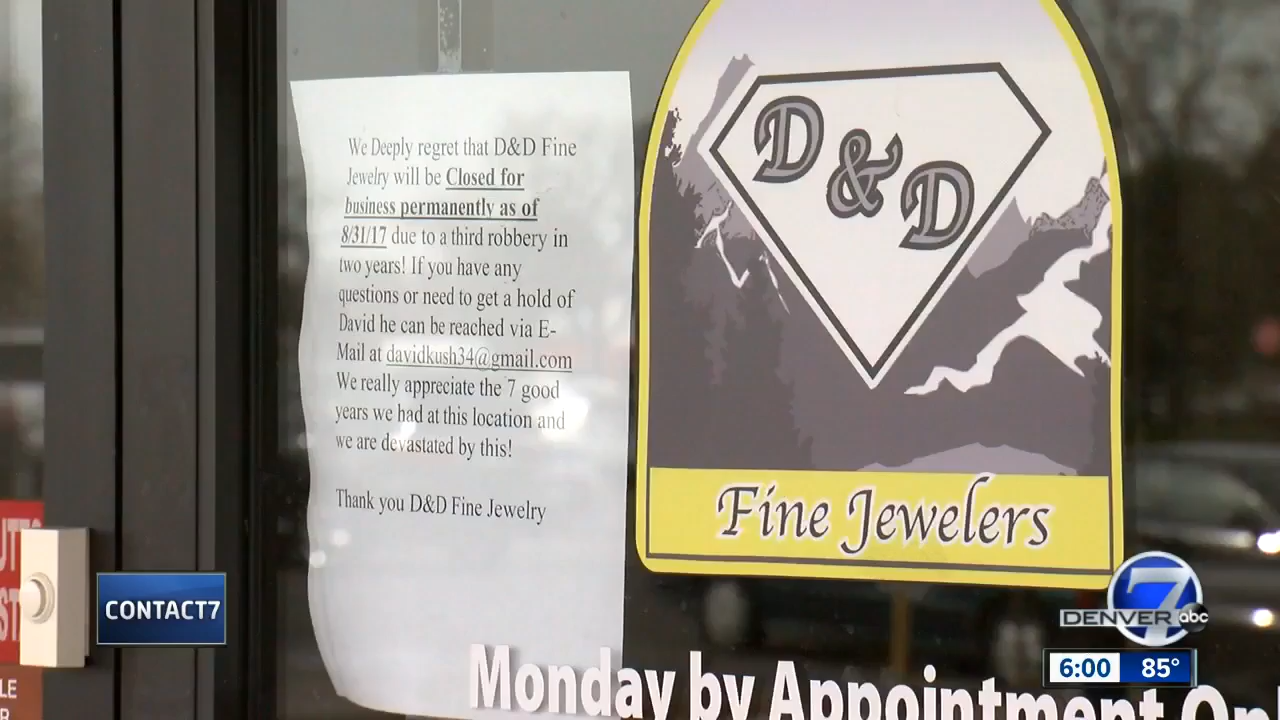 We Deeply regret that D&D Fine
Jewelry will be Closed for
business permanently as of
8/31/17 due to a third robbery in
two years! If you have any
questions or need to get a hold of
David he can be reached via E-
Mail at davidkush34@gmail.com
We really appreciate the 7 good
years we had at this location and
we are devastated by this!
Thank you D&D Fine Jewelry
D&D
Fine Jewelers
Monday by Appointment
CONTACT7
DENVER 7 abc
6:00 85°